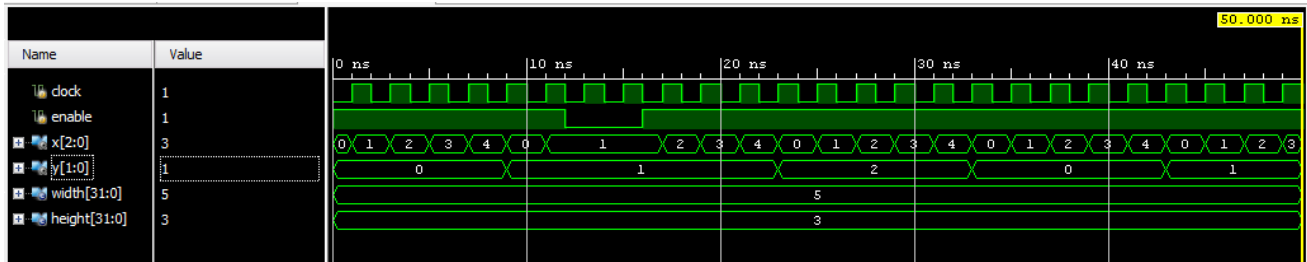 50.000 ns
Name Value
0 ns 10 ns 20 ns 30 ns 40 ns
clock 1
enable 1
x[2:0] 3 0 1 2 3 4 0 1 2 3 4 0 1 2 3 4 0 1 2 3 4 0 1 2 3
y[1:0] 1 0 1 2 0 1
width[31:0] 5 5
height[31:0] 3 3